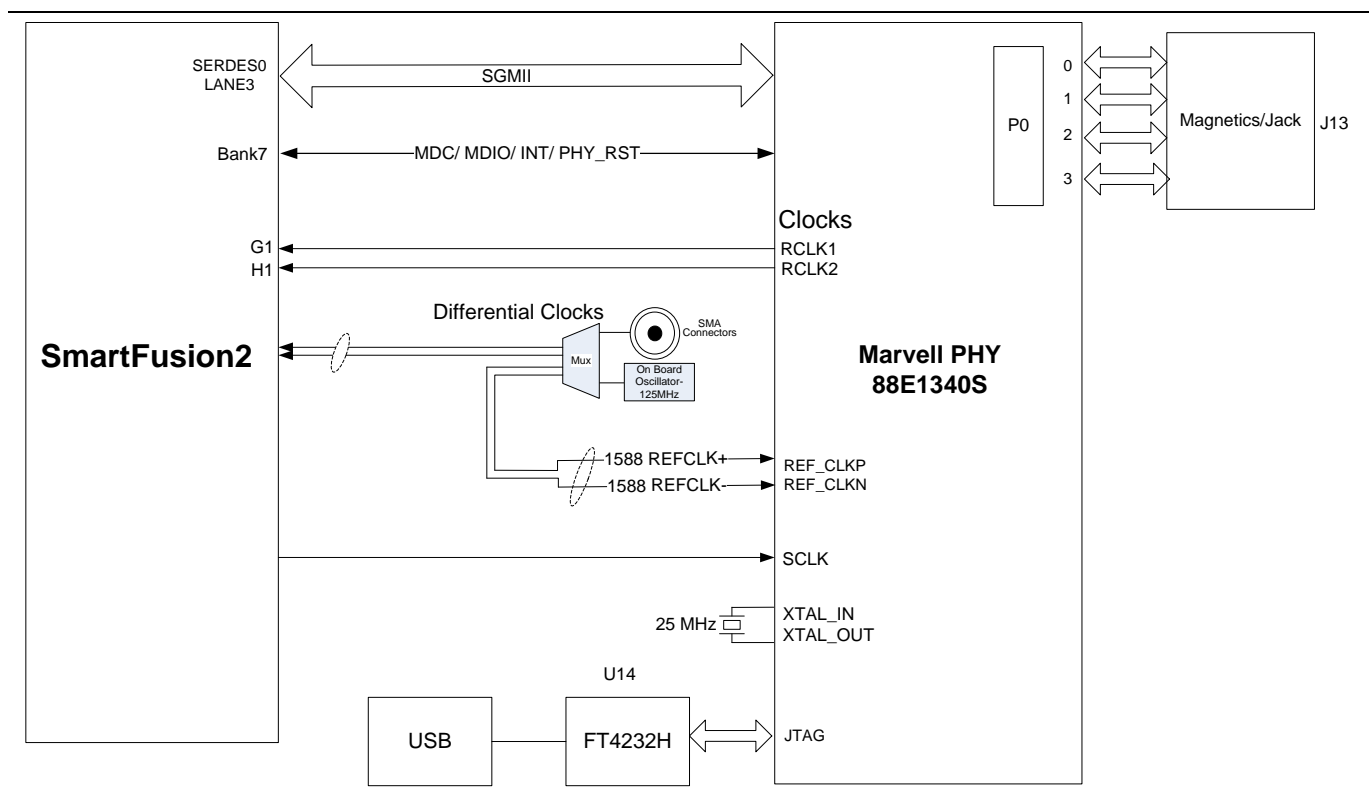 SERDES0
LANE3
SGMII
Bank7
MDC/ MDIO/ INT/ PHY_RST
G1
H1
SmartFusion2
Differential Clocks
Mux
SMA
Connectors
On Board
Oscillator-
125MHz
1588 REFCLK+
1588 REFCLK-
25 MHz
U14
USB
FT4232H
Clocks
RCLK1
RCLK2
Marvell PHY
88E1340S
REF_CLKP
REF_CLKN
SCLK
XTAL_IN
XTAL_OUT
JTAG
P0
0
1
2
3
Magnetics/Jack
J13